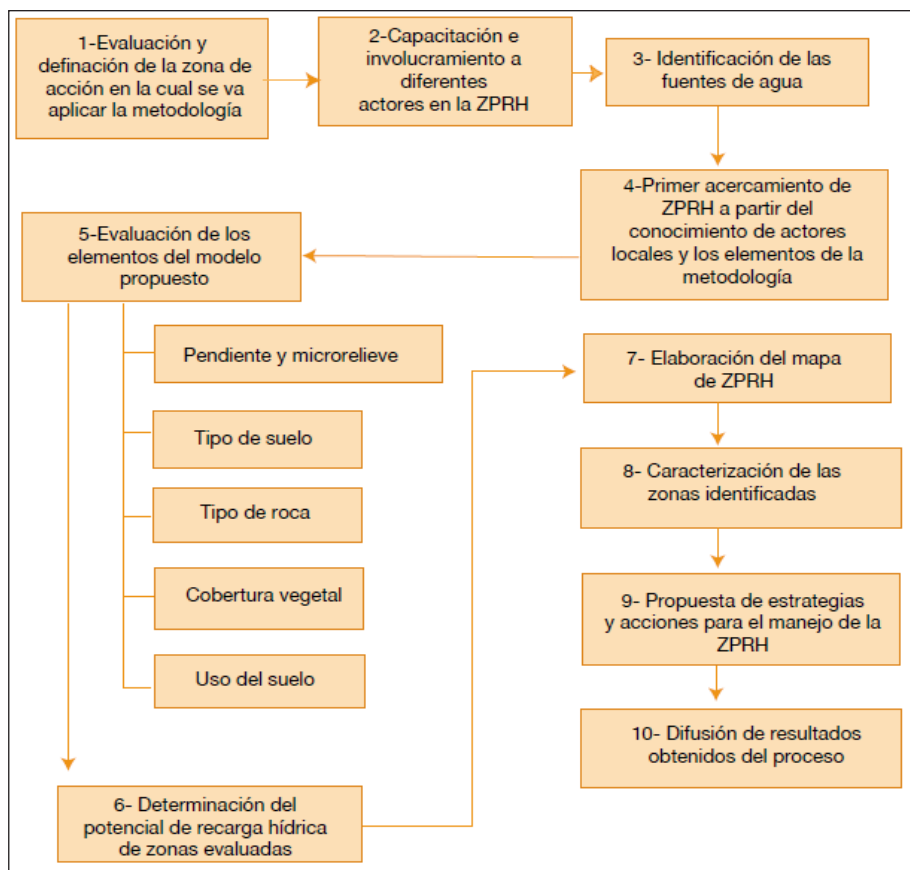 1-Evaluación y
definación de la zona de
acción en la cual se va
aplicar la metodología
2-Capacitación e
involucramiento a
diferentes
actores en la ZPRH
3- Identificación de las
fuentes de agua
4-Primer acercamiento de
ZPRH a partir del
conocimiento de actores
locales y los elementos de la
metodología
5-Evaluación de los
elementos del modelo
propuesto
Pendiente y microrelieve
Tipo de suelo
Tipo de roca
Cobertura vegetal
Uso del suelo
6- Determinación del
potencial de recarga hídrica
de zonas evaluadas
7- Elaboración del mapa
de ZPRH
8- Caracterización de las
zonas identificadas
9- Propuesta de estrategias
y acciones para el manejo de la
ZPRH
10- Difusión de resultados
obtenidos del proceso